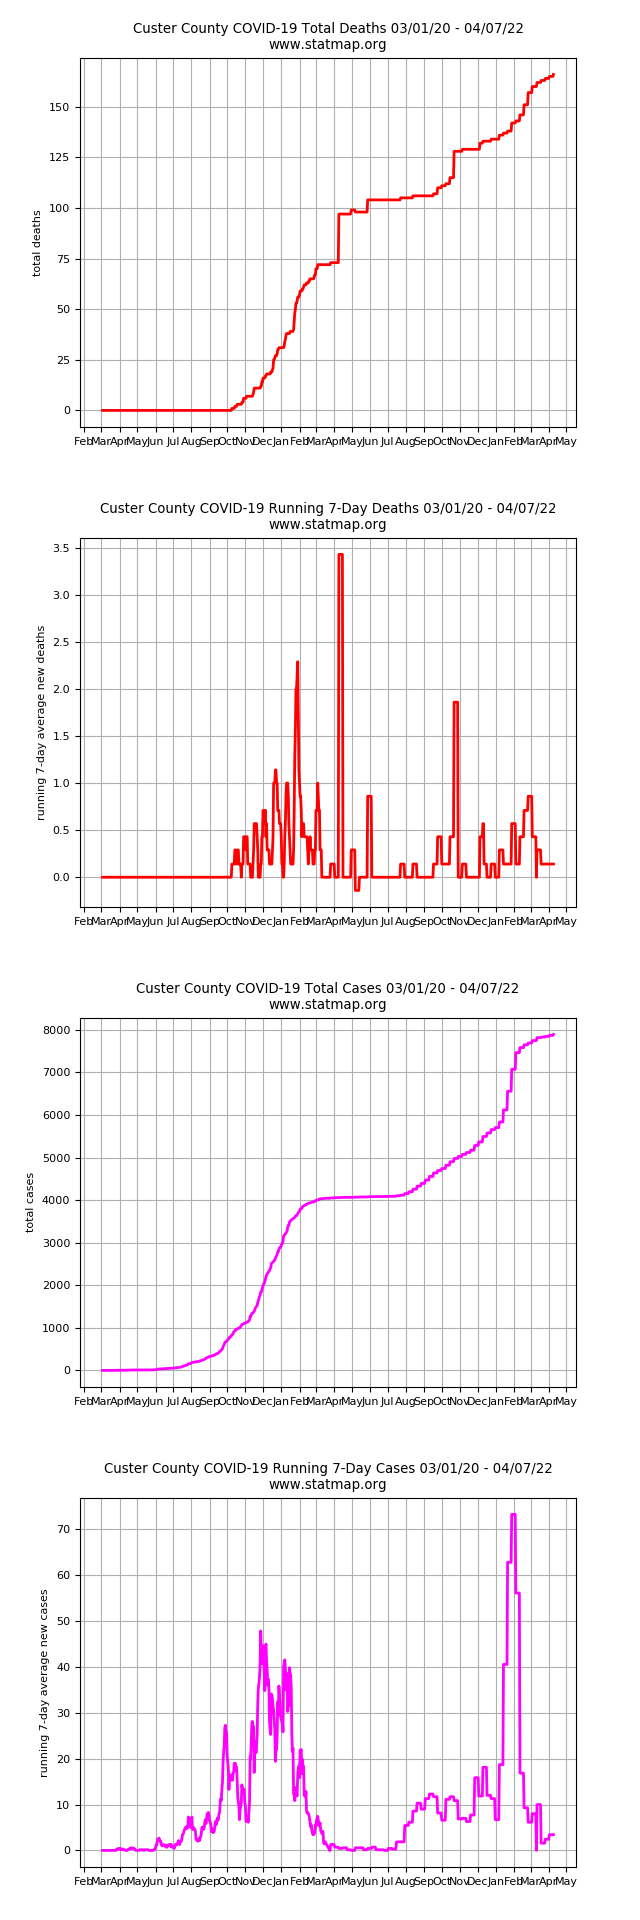 Custer County COVID-19 Total Deaths 03/01/20 - 04/07/22
www.statmap.org
150
125
100
75
50
25
0
total deaths
Feb Mar Apr May Jun Jul Aug Sep Oct Nov Dec Jan Feb Mar Apr May Jun Jul Aug Sep Oct Nov Dec Jan Feb Mar Apr May
Custer County COVID-19 Running 7-Day Deaths 03/01/20 - 04/07/22
www.statmap.org
3.5
3.0
2.5
2.0
1.5
1.0
0.5
0.0
running 7-day average new deaths
Feb Mar Apr May Jun Jul Aug Sep Oct Nov Dec Jan Feb Mar Apr May Jun Jul Aug Sep Oct Nov Dec Jan Feb Mar Apr May
Custer County COVID-19 Total Cases 03/01/20 - 04/07/22
www.statmap.org
8000
7000
6000
5000
4000
3000
2000
1000
0
total cases
Feb Mar Apr May Jun Jul Aug Sep Oct Nov Dec Jan Feb Mar Apr May Jun Jul Aug Sep Oct Nov Dec Jan Feb Mar Apr May
Custer County COVID-19 Running 7-Day Cases 03/01/20 - 04/07/22
www.statmap.org
70
60
50
40
30
20
10
0
running 7-day average new cases
Feb Mar Apr May Jun Jul Aug Sep Oct Nov Dec Jan Feb Mar Apr May Jun Jul Aug Sep Oct Nov Dec Jan Feb Mar Apr May